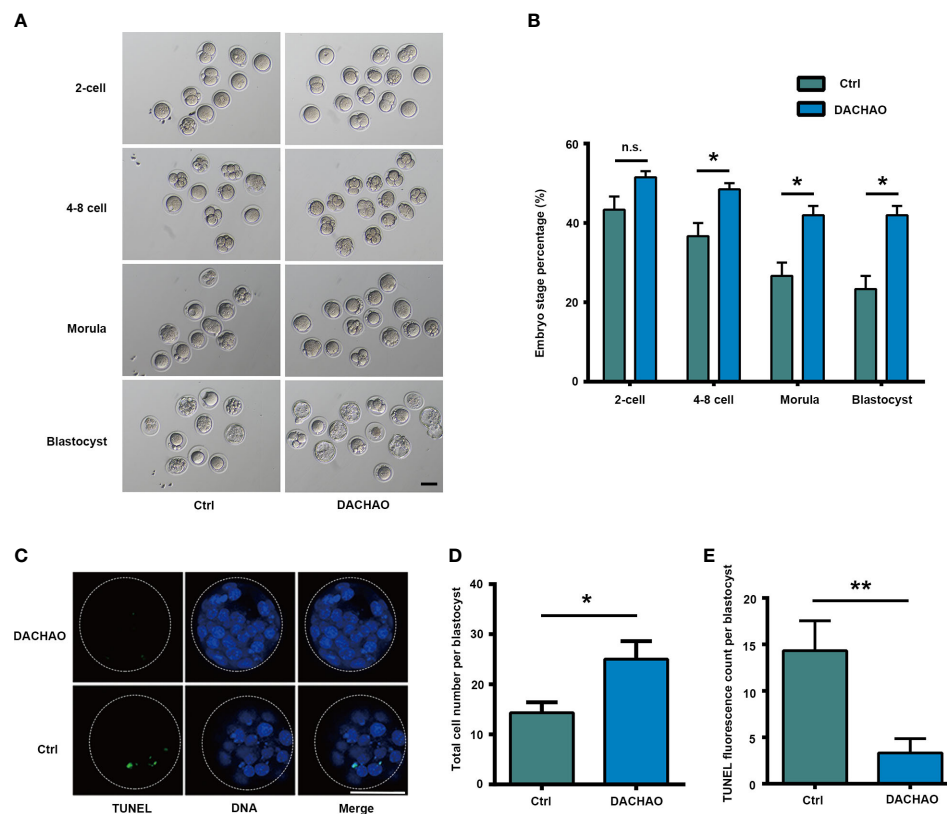 A
2-cell
4-8 cell
Morula
Blastocyst
Ctrl
DACHAO
B
Ctrl
DACHAO
Embryo stage percentage (%)
60
40
20
0
n.s.
*
*
*
2-cell
4-8 cell
Morula
Blastocyst
C
DACHAO
Ctrl
TUNEL
DNA
Merge
D
Total cell number per blastocyst
40
30
20
10
0
*
Ctrl
DACHAO
E
TUNEL fluorescence count per blastocyst
20
15
10
5
0
**
Ctrl
DACHAO